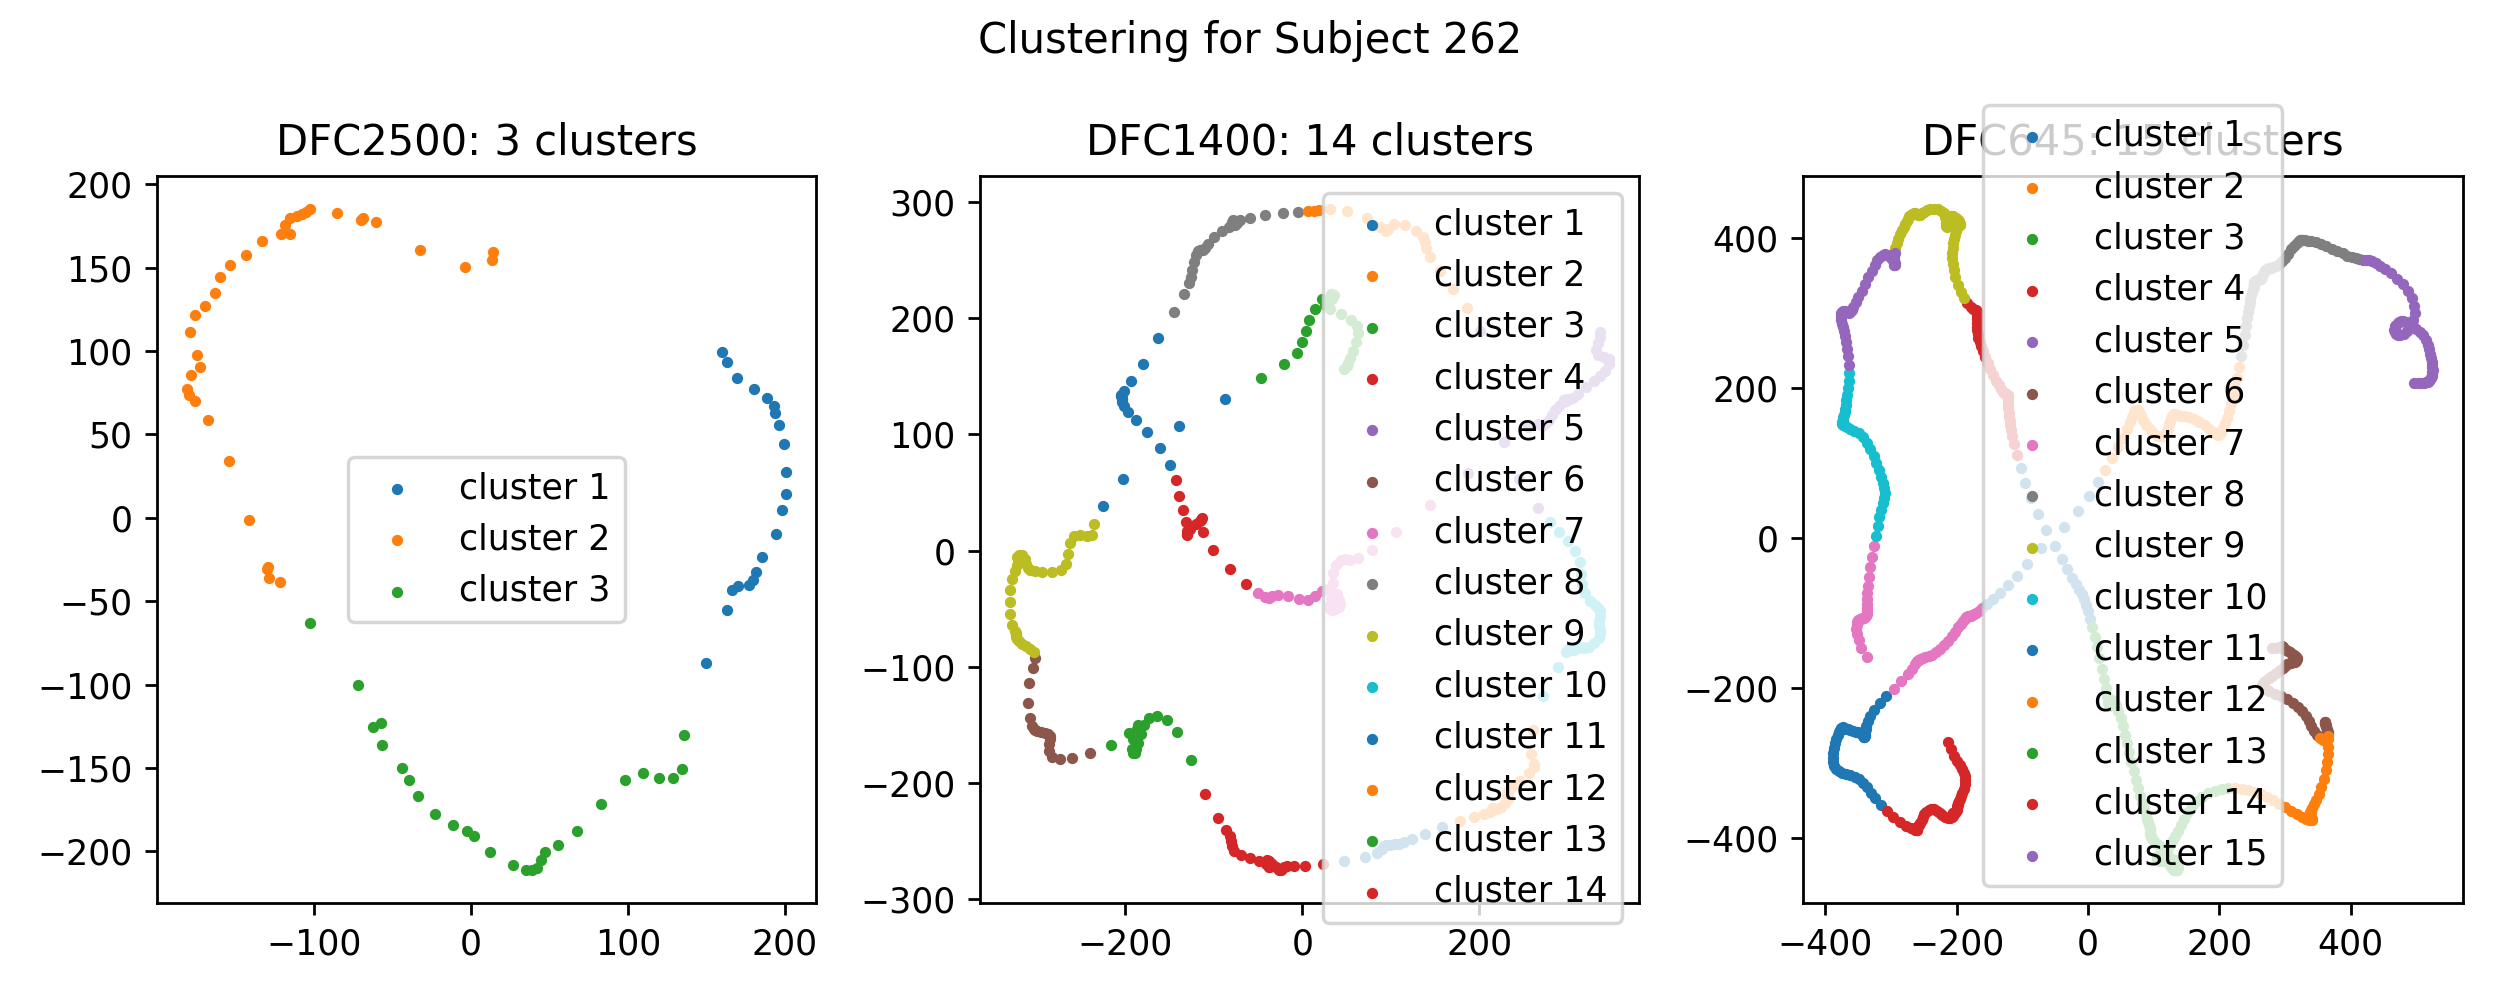 Clustering for Subject 262
DFC2500: 3 clusters
200
150
100
50
0
−50
−100
−150
−200
−100
0
100
200
cluster 1
cluster 2
cluster 3
DFC1400: 14 clusters
300
200
100
0
−100
−200
−300
−200
0
200
cluster 1
cluster 2
cluster 3
cluster 4
cluster 5
cluster 6
cluster 7
cluster 8
cluster 9
cluster 10
cluster 11
cluster 12
cluster 13
cluster 14
DFC645: 15 clusters
400
200
0
−200
−400
−400
−200
0
200
400
cluster 1
cluster 2
cluster 3
cluster 4
cluster 5
cluster 6
cluster 7
cluster 8
cluster 9
cluster 10
cluster 11
cluster 12
cluster 13
cluster 14
cluster 15